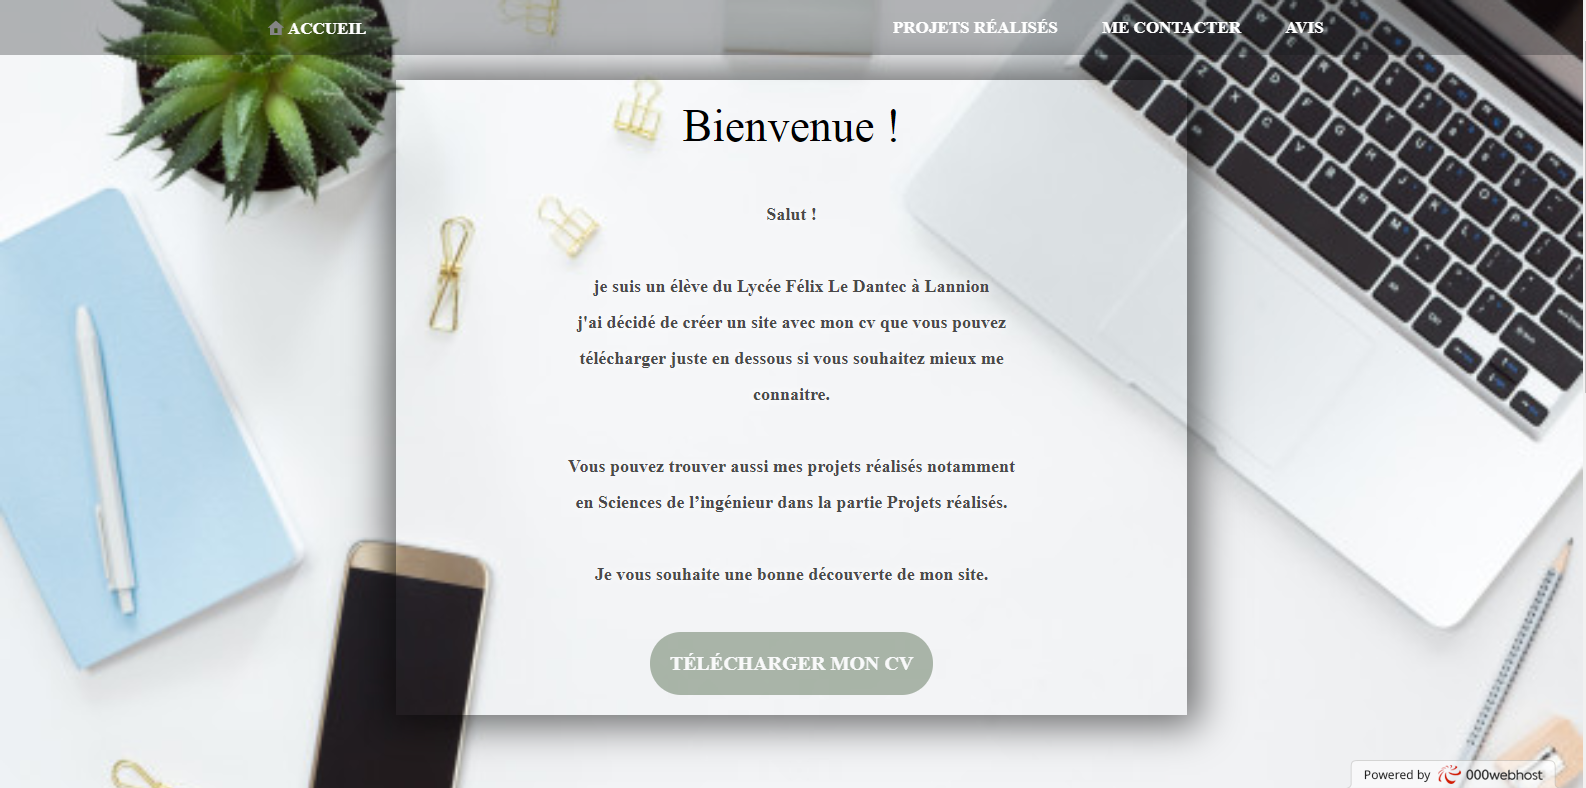 ACCUEIL
PROJETS RÉALISÉS
ME CONTACTER
AVIS
Bienvenue !
Salut !
je suis un élève du Lycée Félix Le Dantec à Lannion
j'ai décidé de créer un site avec mon cv que vous pouvez
télécharger juste en dessous si vous souhaitez mieux me
connaitre.
Vous pouvez trouver aussi mes projets réalisés notamment
en Sciences de l’ingénieur dans la partie Projets réalisés.
Je vous souhaite une bonne découverte de mon site.
TÉLÉCHARGER MON CV
Powered by 000webhost